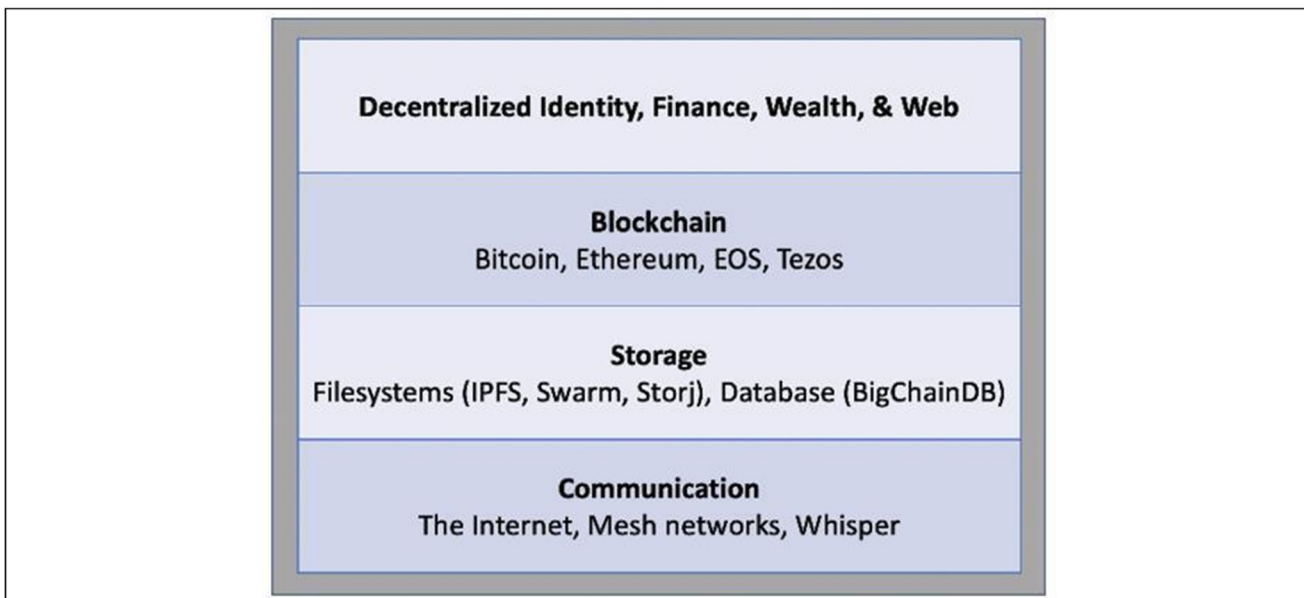 Decentralized Identity, Finance, Wealth, & Web
Blockchain
Bitcoin, Ethereum, EOS, Tezos
Storage
Filesystems (IPFS, Swarm, Storj), Database (BigChainDB)
Communication
The Internet, Mesh networks, Whisper